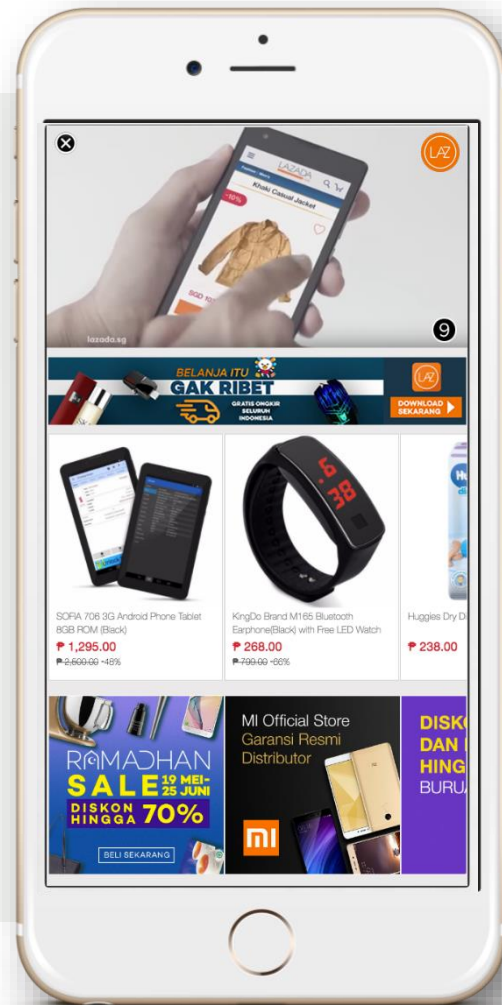 LAZ
LAZADA
Khaki Casual Jacket
-10%
lazada.sg
9
BELANJA ITU
GAK RIBET
GRATIS ONGKIR
SELURUH
INDONESIA
LAZ
DOWNLOAD
SEKARANG
SOFIA 706 3G Android Phone Tablet
8GB ROM (Black)
₱ 1,295.00
₱ 2,500.00 -48%
KingDo Brand M165 Bluetooth
Earphone(Black) with Free LED Watch
₱ 268.00
₱ 799.00 -66%
Huggies Dry
₱ 238.00
RAMADHAN
SALE 19 MEI-
25 JUNI
DISKON
HINGGA 70%
BELI SEKARANG
MI Official Store
Garansi Resmi
Distributor
mi
DAN